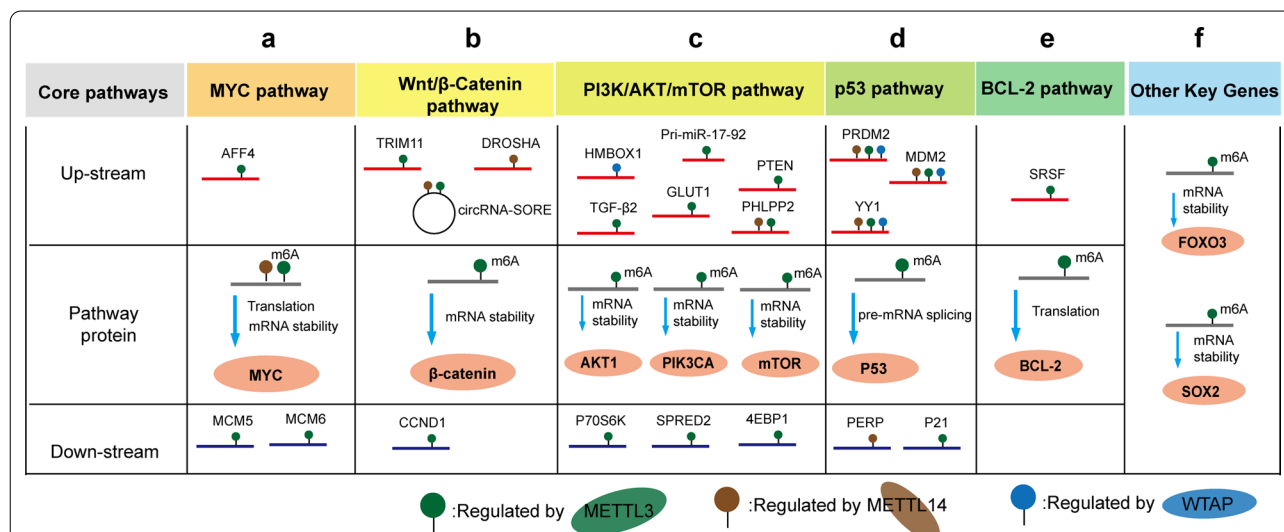 a b c d e f
Core pathways
MYC pathway
Wnt/β-Catenin
pathway
PI3K/AKT/mTOR pathway
p53 pathway
BCL-2 pathway
Other Key Genes
Up-stream
AFF4
TRIM11
DROSHA
circRNA-SORE
Pri-miR-17-92
HMBOX1
PTEN
GLUT1
TGF-β2
PHLPP2
PRDM2
MDM2
YY1
SRSF
m6A
mRNA
stability
FOXO3
Pathway
protein
m6A
Translation
mRNA stability
MYC
m6A
mRNA stability
β-catenin
m6A
mRNA
stability
AKT1
m6A
mRNA
stability
PIK3CA
m6A
mRNA
stability
mTOR
m6A
pre-mRNA splicing
P53
m6A
Translation
BCL-2
m6A
mRNA
stability
SOX2
Down-stream
MCM5
MCM6
CCND1
P70S6K
SPRED2
4EBP1
PERP
P21
:Regulated by METTL3
:Regulated by METTL14
:Regulated by WTAP